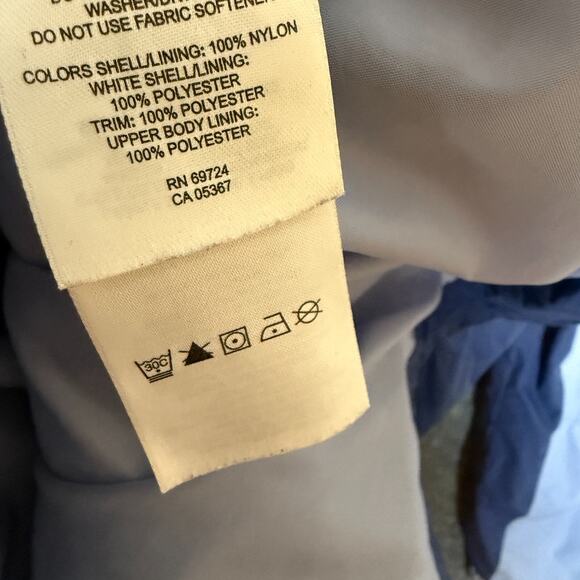 WASHER/DRY
DO NOT USE FABRIC SOFTENER
COLORS SHELL/LINING: 100% NYLON
WHITE SHELL/LINING:
100% POLYESTER
TRIM: 100% POLYESTER
UPPER BODY LINING:
100% POLYESTER
RN 69724
CA 05367
30C